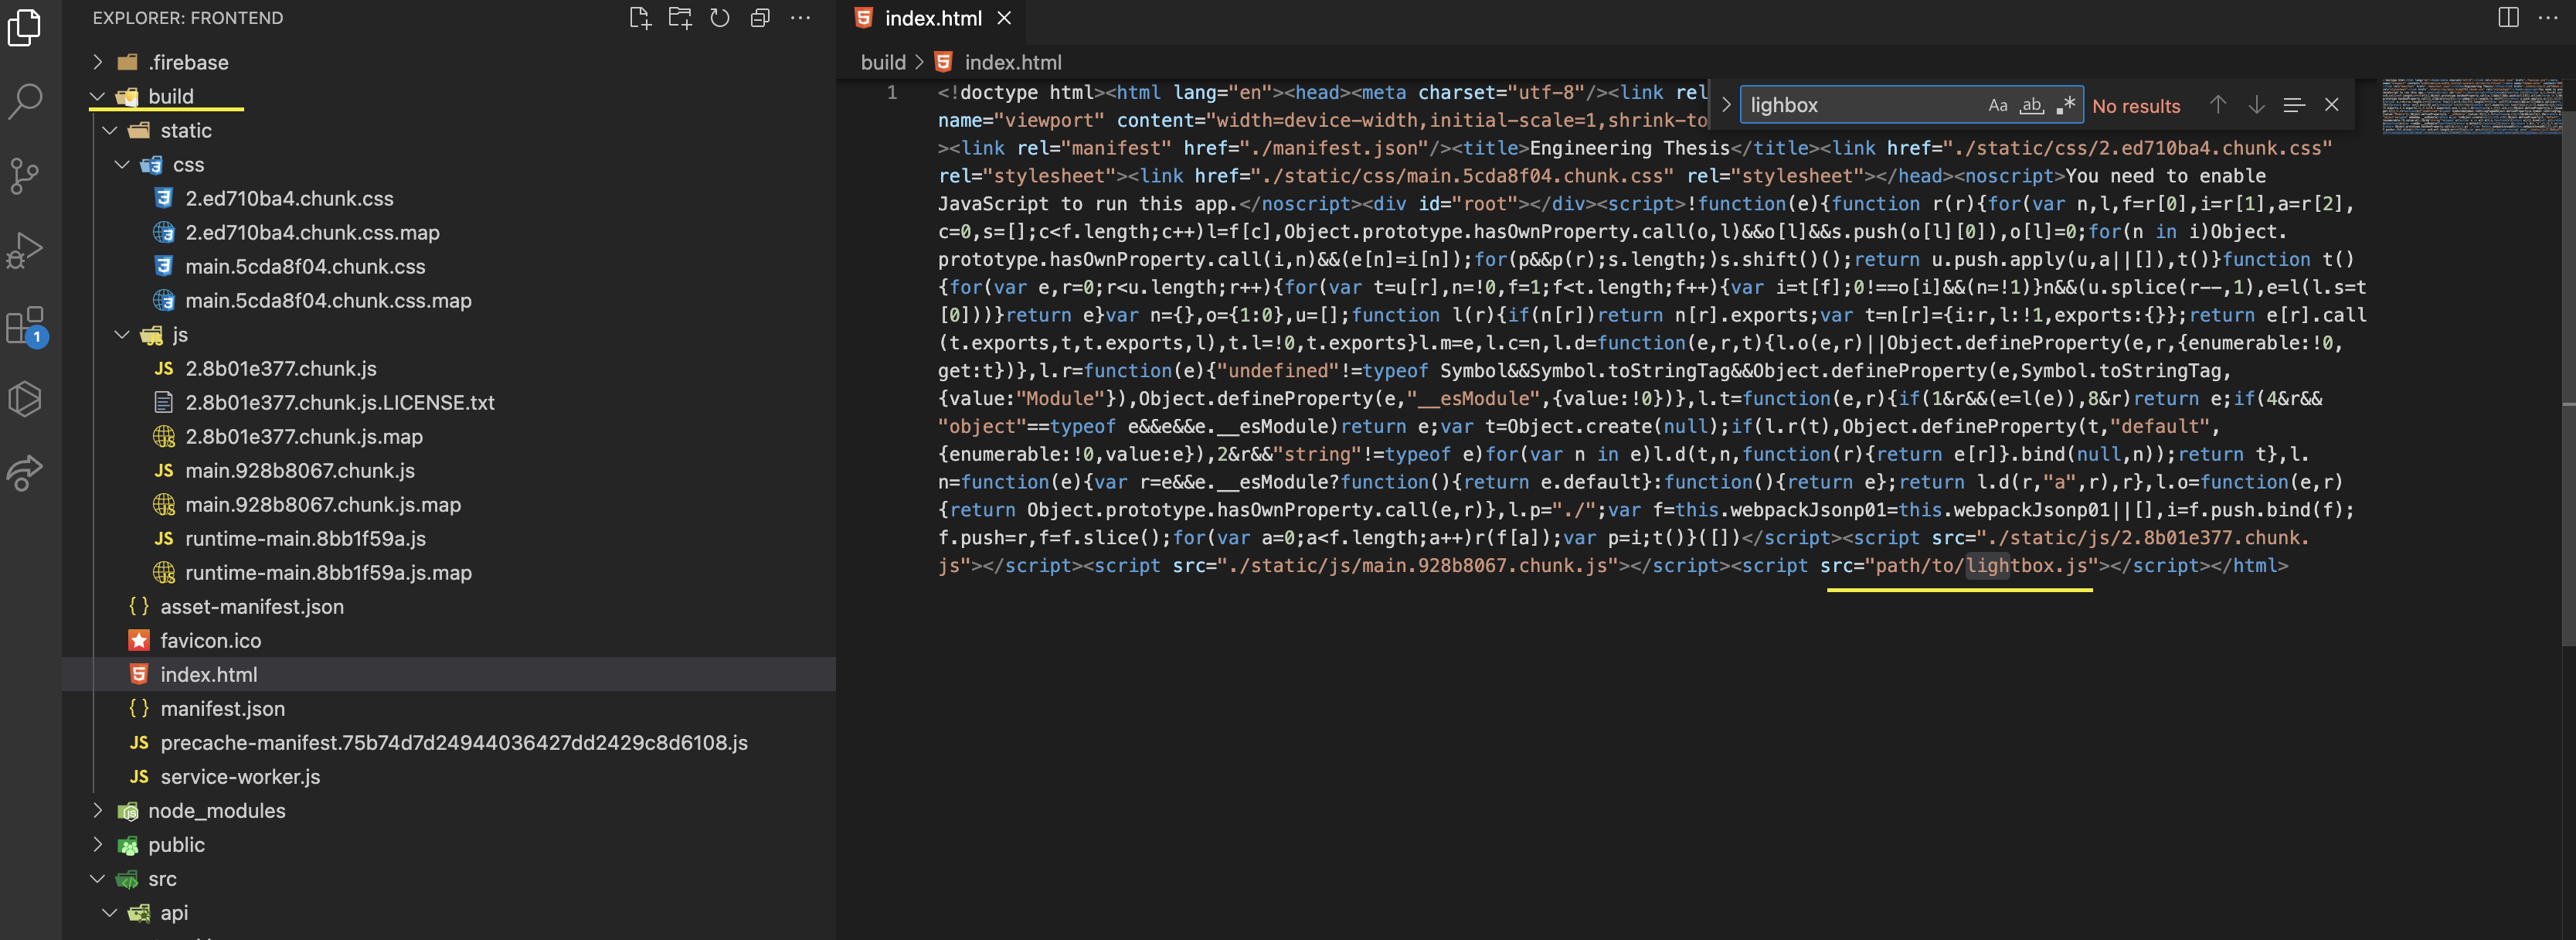 EXPLORER: FRONTEND
.firebase
build
static
css
2.ed710ba4.chunk.css
2.ed710ba4.chunk.css.map
main.5cda8f04.chunk.css
main.5cda8f04.chunk.css.map
js
JS 2.8b01e377.chunk.js
2.8b01e377.chunk.js.LICENSE.txt
2.8b01e377.chunk.js.map
JS main.928b8067.chunk.js
main.928b8067.chunk.js.map
JS runtime-main.8bb1f59a.js
runtime-main.8bb1f59a.js.map
{} asset-manifest.json
favicon.ico
index.html
{} manifest.json
JS precache-manifest.75b74d7d24944036427dd2429c8d6108.js
JS service-worker.js
node_modules
public
src
api
1
index.html
build > index.html
lighbox Aa ab, .* No results
1 <!doctype html><html lang="en"><head><meta charset="utf-8"/><link rel
name="viewport" content="width=device-width,initial-scale=1,shrink-to
><link rel="manifest" href="./manifest.json"/><title>Engineering Thesis</title><link href="./static/css/2.ed710ba4.chunk.css"
rel="stylesheet"><link href="./static/css/main.5cda8f04.chunk.css" rel="stylesheet"></head><noscript>You need to enable
JavaScript to run this app.</noscript><div id="root"></div><script>!function(e){function r(r){for(var n,l,f=r[0],i=r[1],a=r[2],
c=0,s=[];c<f.length;c++)l=f[c],Object.prototype.hasOwnProperty.call(o,l)&&o[l]&&s.push(o[l][0]),o[l]=0;for(n in i)Object.
prototype.hasOwnProperty.call(i,n)&&(e[n]=i[n]);for(p&&p(r);s.length;)s.shift()();return u.push.apply(u,a||[]),t()}function t()
{for(var e,r=0;r<u.length;r++){for(var t=u[r],n=!0,f=1;f<t.length;f++){var i=t[f];0!==o[i]&&(n=!1)}n&&(u.splice(r--,1),e=l(l.s=t
[0]))}return e}var n={},o={1:0},u=[];function l(r){if(n[r])return n[r].exports;var t=n[r]={i:r,l:!1,exports:{}};return e[r].call
(t.exports,t,t.exports,l),t.l=!0,t.exports}l.m=e,l.c=n,l.d=function(e,r,t){l.o(e,r)||Object.defineProperty(e,r,{enumerable:!0,
get:t})},l.r=function(e){"undefined"!=typeof Symbol&&Symbol.toStringTag&&Object.defineProperty(e,Symbol.toStringTag,
{value:"Module"}),Object.defineProperty(e,"__esModule",{value:!0})},l.t=function(e,r){if(1&r&&(e=l(e)),8&r)return e;if(4&r&&
"object"==typeof e&&e&&e.__esModule)return e;var t=Object.create(null);if(l.r(t),Object.defineProperty(t,"default",
{enumerable:!0,value:e}),2&r&&"string"!=typeof e)for(var n in e)l.d(t,n,function(r){return e[r]}.bind(null,n));return t},l.
n=function(e){var r=e&&e.__esModule?function(){return e.default}:function(){return e};return l.d(r,"a",r),r},l.o=function(e,r)
{return Object.prototype.hasOwnProperty.call(e,r)},l.p="./";var f=this.webpackJsonp01=this.webpackJsonp01||[],i=f.push.bind(f);
f.push=r,f=f.slice();for(var a=0;a<f.length;a++)r(f[a]);var p=i;t()}([])</script><script src="./static/js/2.8b01e377.chunk.
js"></script><script src="./static/js/main.928b8067.chunk.js"></script><script src="path/to/lightbox.js"></script></html>